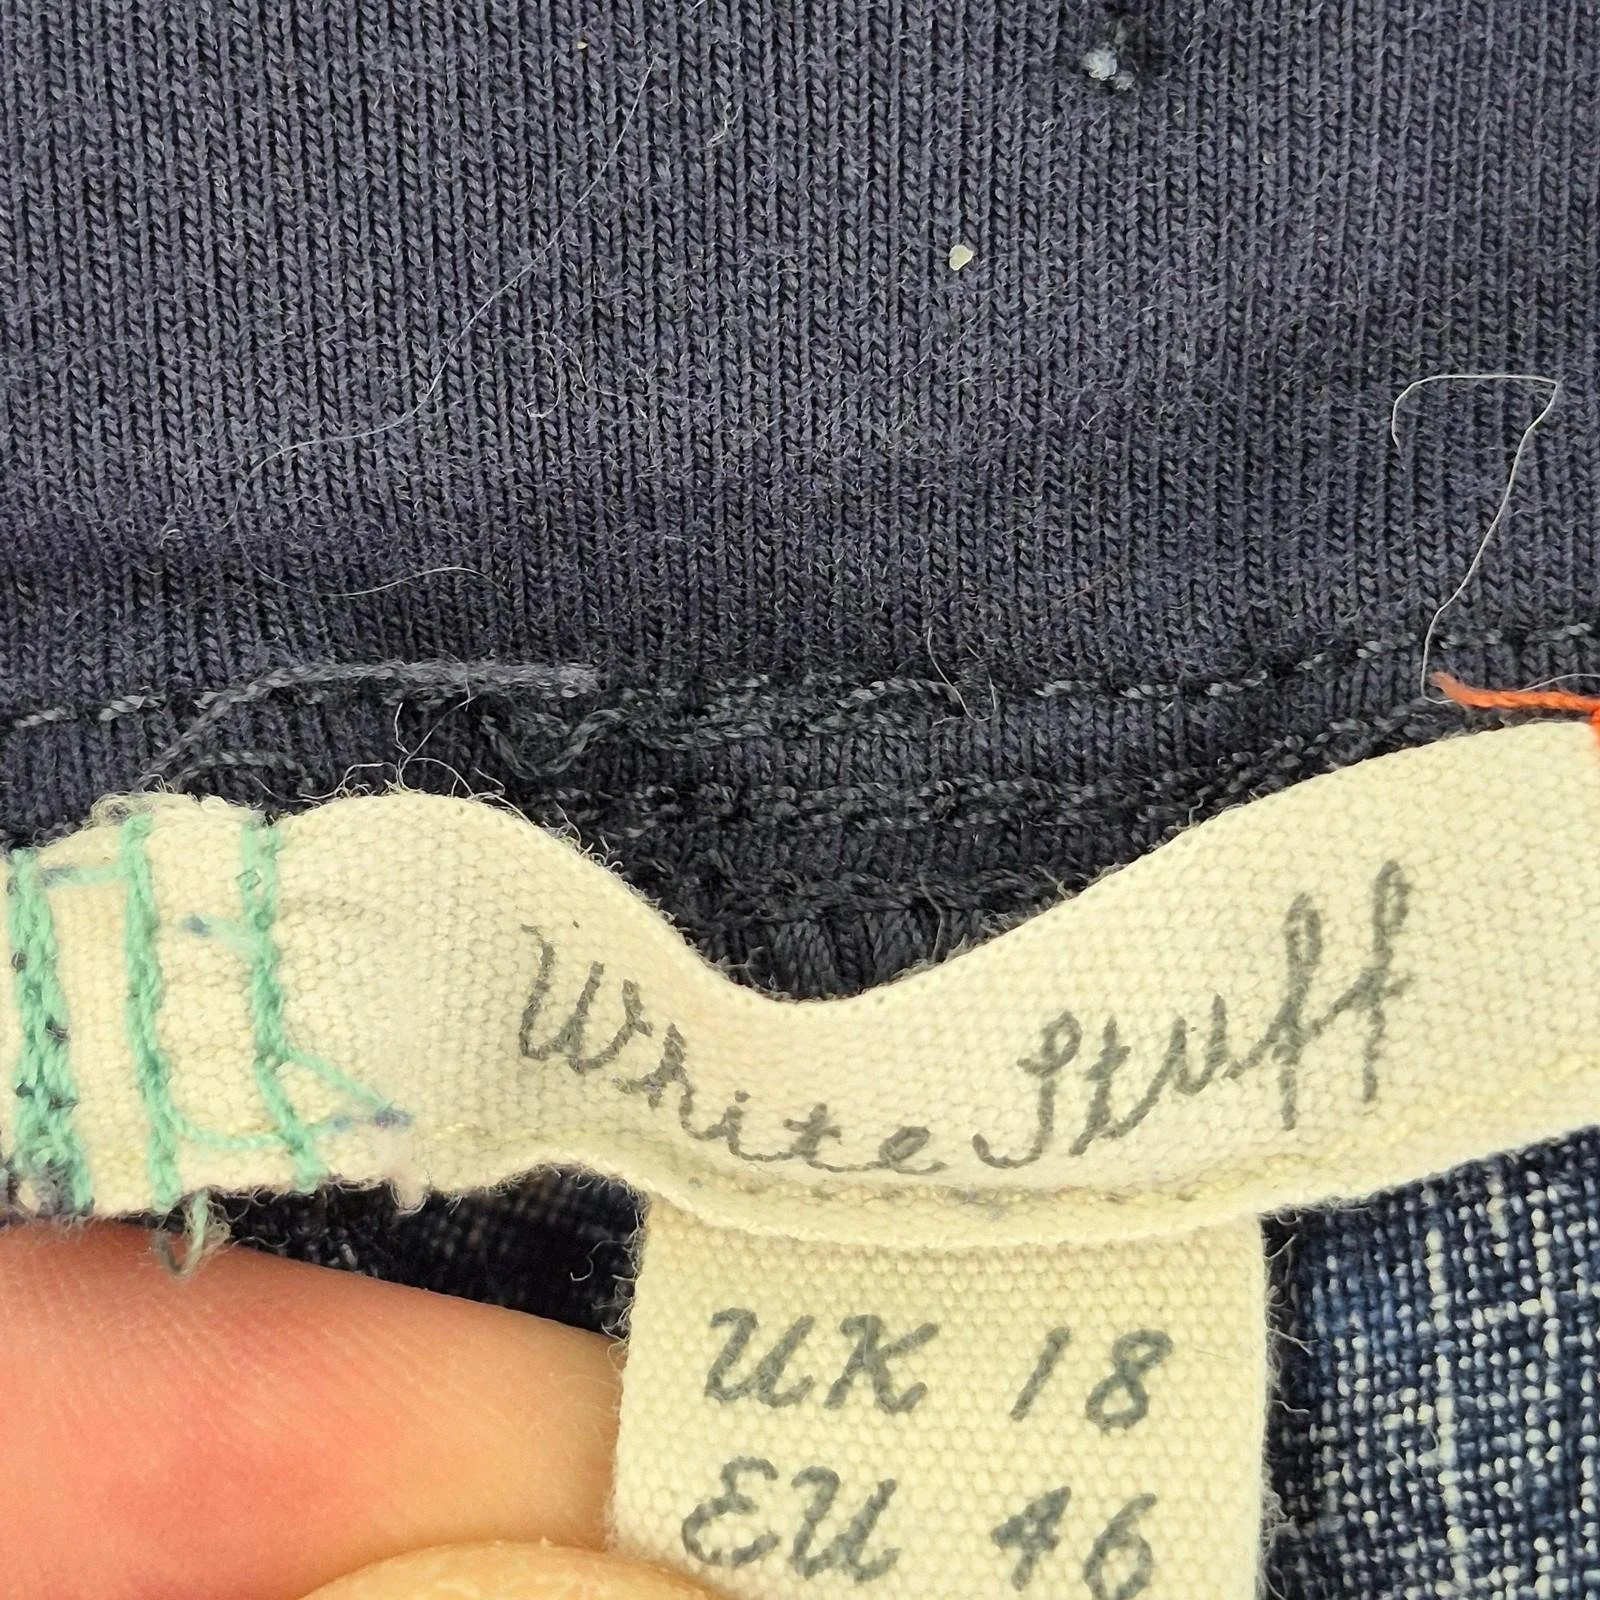 White Stuff
UK 18
EU 46